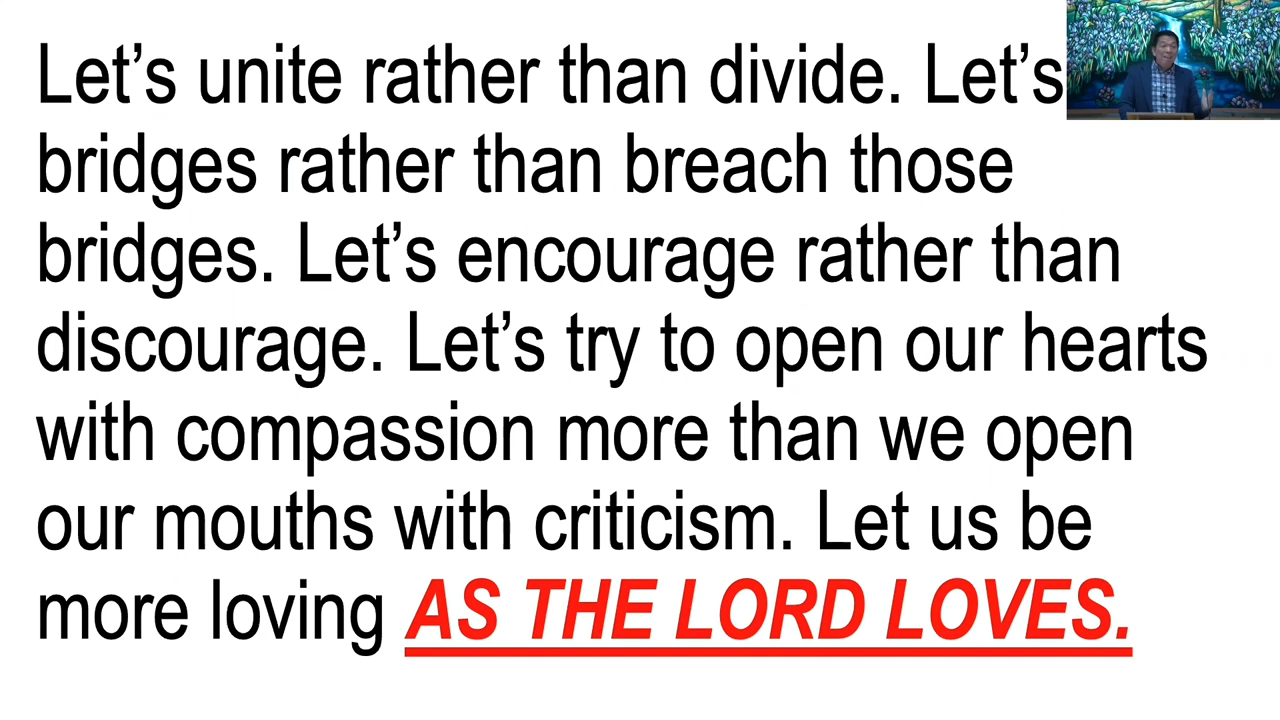 Let’s unite rather than divide. Let’s
bridges rather than breach those
bridges. Let’s encourage rather than
discourage. Let’s try to open our hearts
with compassion more than we open
our mouths with criticism. Let us be
more loving AS THE LORD LOVES.